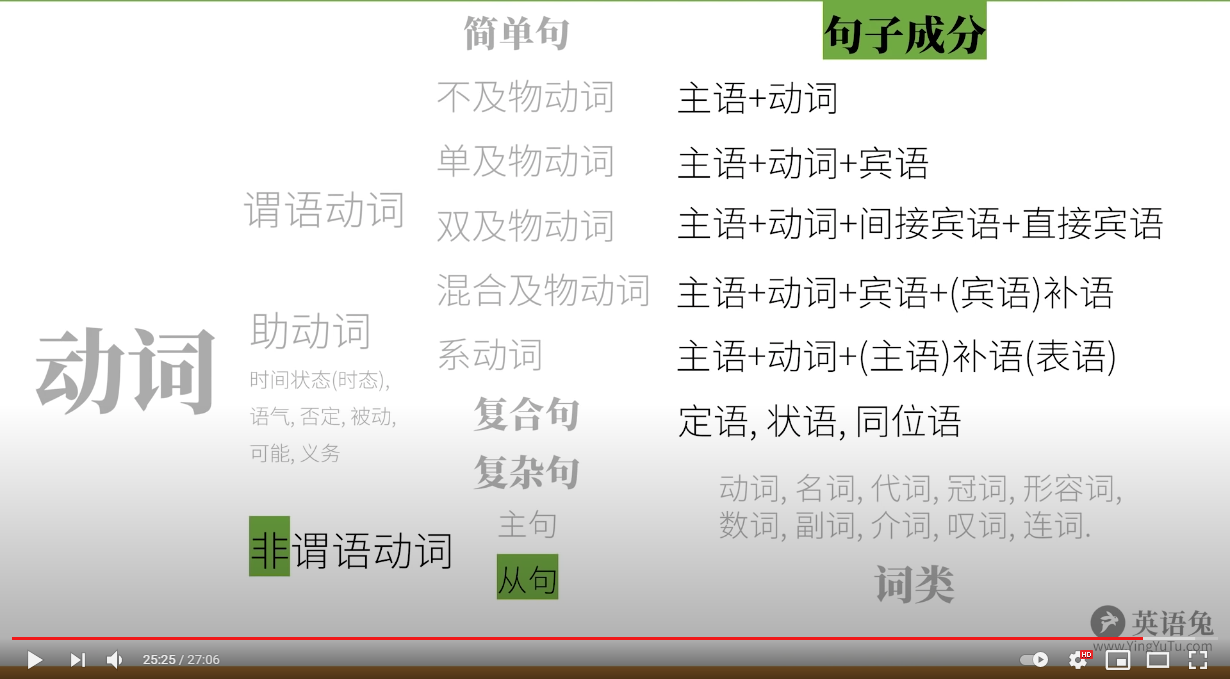 简单句
句子成分
不及物动词
主语+动词
单及物动词
主语+动词+宾语
谓语动词
双及物动词
主语+动词+间接宾语+直接宾语
混合及物动词
主语+动词+宾语+(宾语)补语
动词
助动词
时间状态(时态),
语气, 否定, 被动,
可能, 义务
系动词
主语+动词+(主语)补语(表语)
复合句
定语, 状语, 同位语
复杂句
动词, 名词, 代词, 冠词, 形容词,
数词, 副词, 介词, 叹词, 连词.
主句
非谓语动词
从句
词类
英语兔
www.YingYuTu.com
25:25 / 27:06
HD